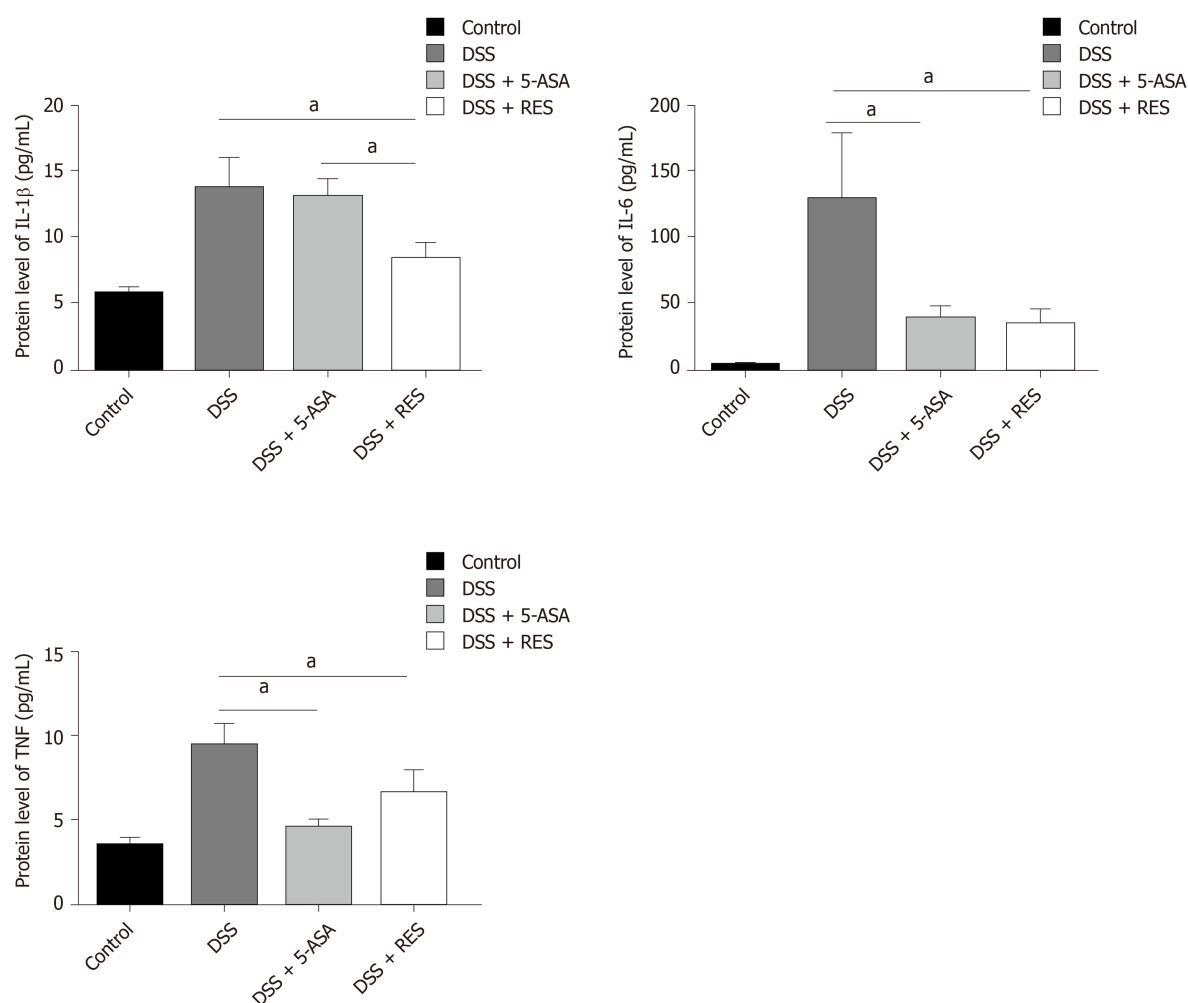 Control
DSS
DSS + 5-ASA
DSS + RES
Protein level of IL-1β (pg/mL)
20
15
10
5
0
a
a
Control
DSS
DSS + 5-ASA
DSS + RES
Control
DSS
DSS + 5-ASA
DSS + RES
Protein level of IL-6 (pg/mL)
200
150
100
50
0
a
a
Control
DSS
DSS + 5-ASA
DSS + RES
Control
DSS
DSS + 5-ASA
DSS + RES
Protein level of TNF (pg/mL)
15
10
5
0
a
a
Control
DSS
DSS + 5-ASA
DSS + RES